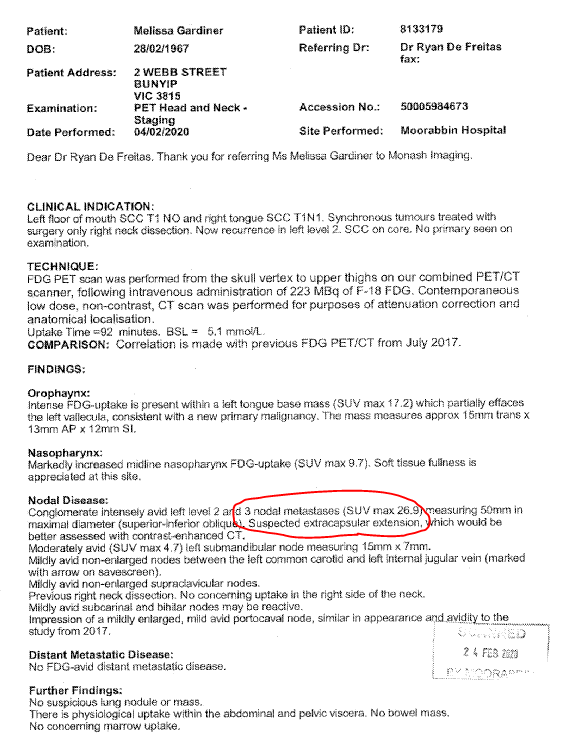 Patient: Melissa Gardiner Patient ID: 8133179
DOB: 28/02/1967 Referring Dr: Dr Ryan De Freitas
fax:
Patient Address: 2 WEBB STREET
BUNYIP
VIC 3815
Examination: PET Head and Neck - Accession No.: 50005984673
Staging
Date Performed: 04/02/2020 Site Performed: Moorabbin Hospital
Dear Dr Ryan De Freitas. Thank you for referring Ms Melissa Gardiner to Monash Imaging.
CLINICAL INDICATION:
Left floor of mouth SCC T1 NO and right tongue SCC T1N1. Synchronous tumours treated with
surgery only right neck dissection. Now recurrence in left level 2. SCC on core. No primary seen on
examination.
TECHNIQUE:
FDG PET scan was performed from the skull vertex to upper thighs on our combined PET/CT
scanner, following intravenous administration of 223 MBq of F-18 FDG. Contemporaneous
low dose, non-contrast, CT scan was performed for purposes of attenuation correction and
anatomical localisation.
Uptake Time =92 minutes. BSL = 5.1 mmol/L.
COMPARISON: Correlation is made with previous FDG PET/CT from July 2017.
FINDINGS:
Orophaynx:
Intense FDG-uptake is present within a left tongue base mass (SUV max 17.2) which partially effaces
the left vallecula, consistent with a new primary malignancy. The mass measures approx 15mm trans x
13mm AP x 12mm SI.
Nasopharynx:
Markedly increased midline nasopharynx FDG-uptake (SUV max 9.7). Soft tissue fullness is
appreciated at this site.
Nodal Disease:
Conglomerate intensely avid left level 2 and 3 nodal metastases (SUV max 26.9) measuring 50mm in
maximal diameter (superior-inferior oblique). Suspected extracapsular extension, which would be
better assessed with contrast-enhanced CT.
Moderately avid (SUV max 4.7) left submandibular node measuring 15mm x 7mm.
Mildly avid non-enlarged nodes between the left common carotid and left internal jugular vein (marked
with arrow on savescreen).
Mildly avid non-enlarged supraclavicular nodes.
Previous right neck dissection. No concerning uptake in the right side of the neck.
Mildly avid subcarinal and bihilar nodes may be reactive.
Impression of a mildly enlarged, mild avid portocaval node, similar in appearance and avidity to the
study from 2017.
24 FEB 2020
Distant Metastatic Disease:
No FDG-avid distant metastatic disease.
Further Findings:
No suspicious lung nodule or mass.
There is physiological uptake within the abdominal and pelvic viscera. No bowel mass.
No concerning marrow uptake.